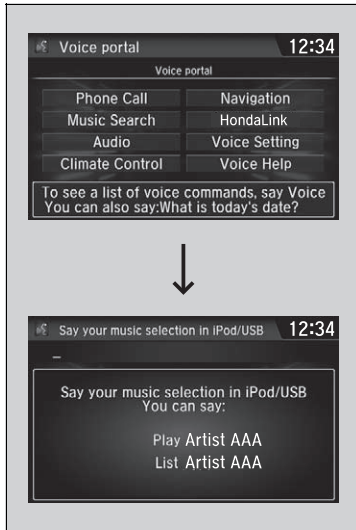 Voice portal 12:34
Voice portal
Phone Call Navigation
Music Search HondaLink
Audio Voice Setting
Climate Control Voice Help
To see a list of voice commands, say Voice
You can also say:What is today's date?
Say your music selection in iPod/USB 12:34
Say your music selection in iPod/USB
You can say:
Play Artist AAA
List Artist AAA